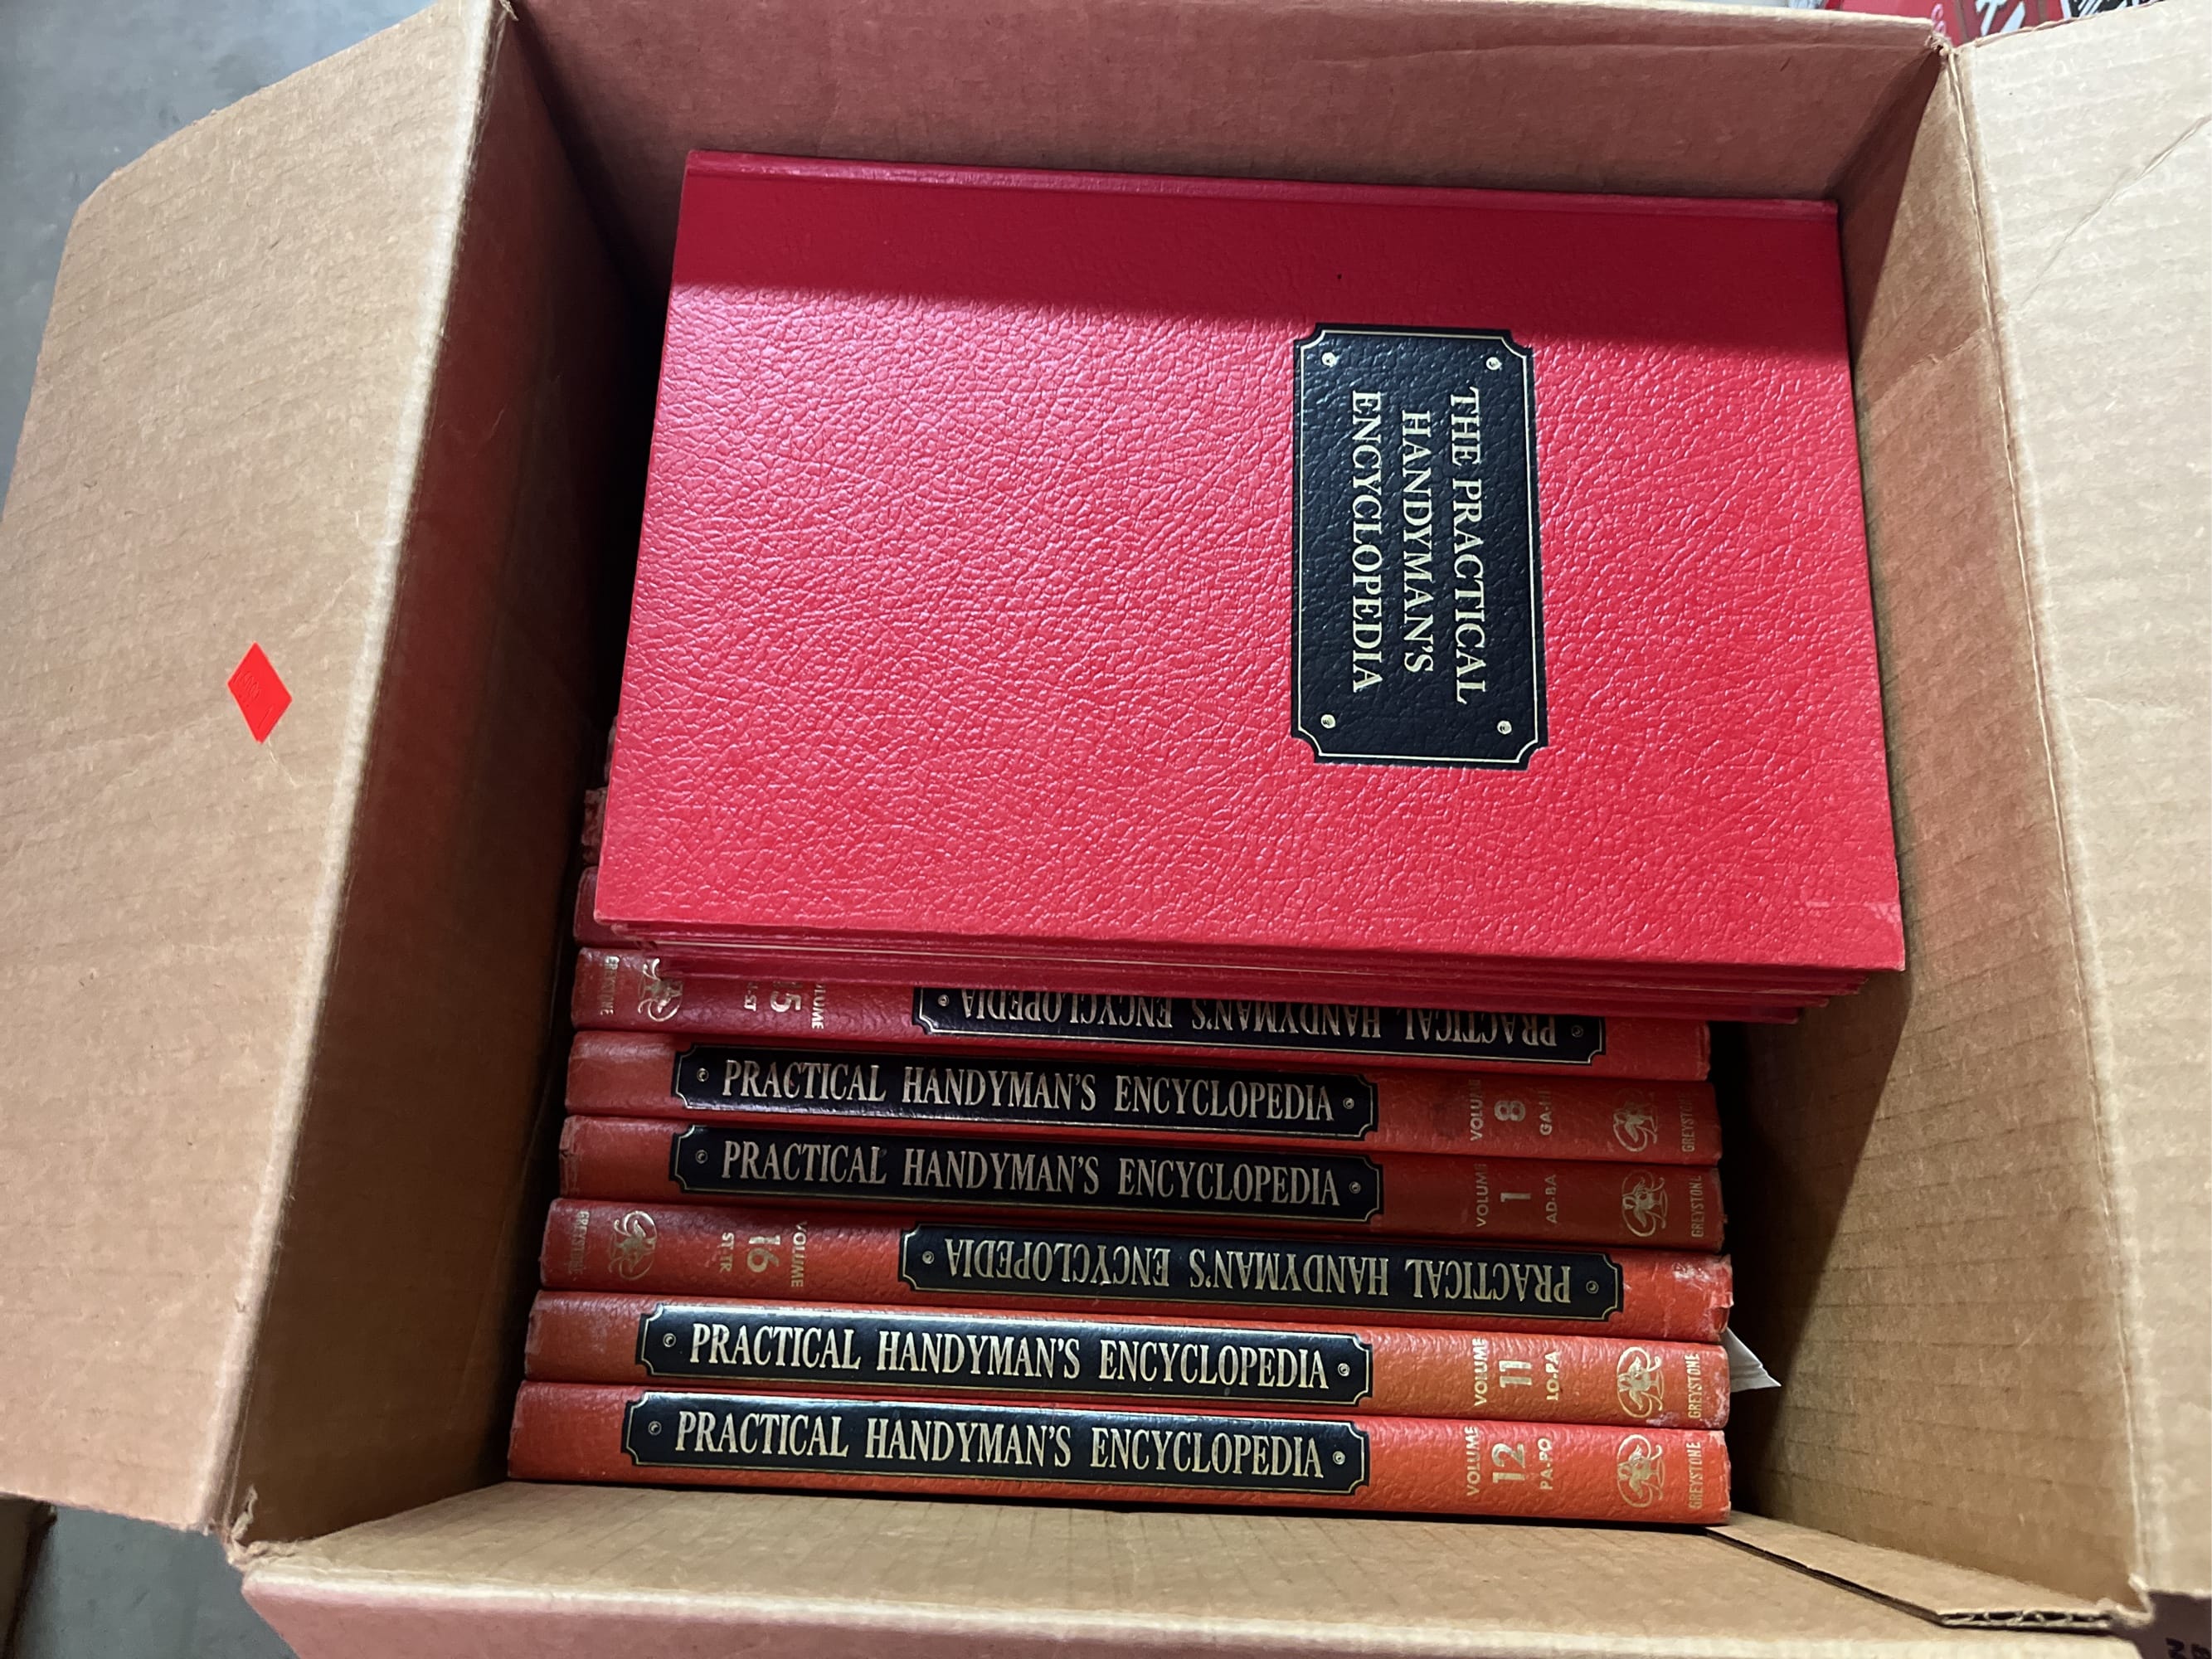 THE PRACTICAL
HANDYMAN'S
ENCYCLOPEDIA
PRACTICAL HANDYMAN'S ENCYCLOPEDIA
15
GREYSTONE
PRACTICAL HANDYMAN'S ENCYCLOPEDIA
VOLUME
8
GREYSTONE
PRACTICAL HANDYMAN'S ENCYCLOPEDIA
VOLUME
1
AD-BA
GREYSTONE
PRACTICAL HANDYMAN'S ENCYCLOPEDIA
VOLUME
16
ST-TR
GREYSTONE
PRACTICAL HANDYMAN'S ENCYCLOPEDIA
VOLUME
11
LO-PA
GREYSTONE
PRACTICAL HANDYMAN'S ENCYCLOPEDIA
VOLUME
12
PA-PO
GREYSTONE